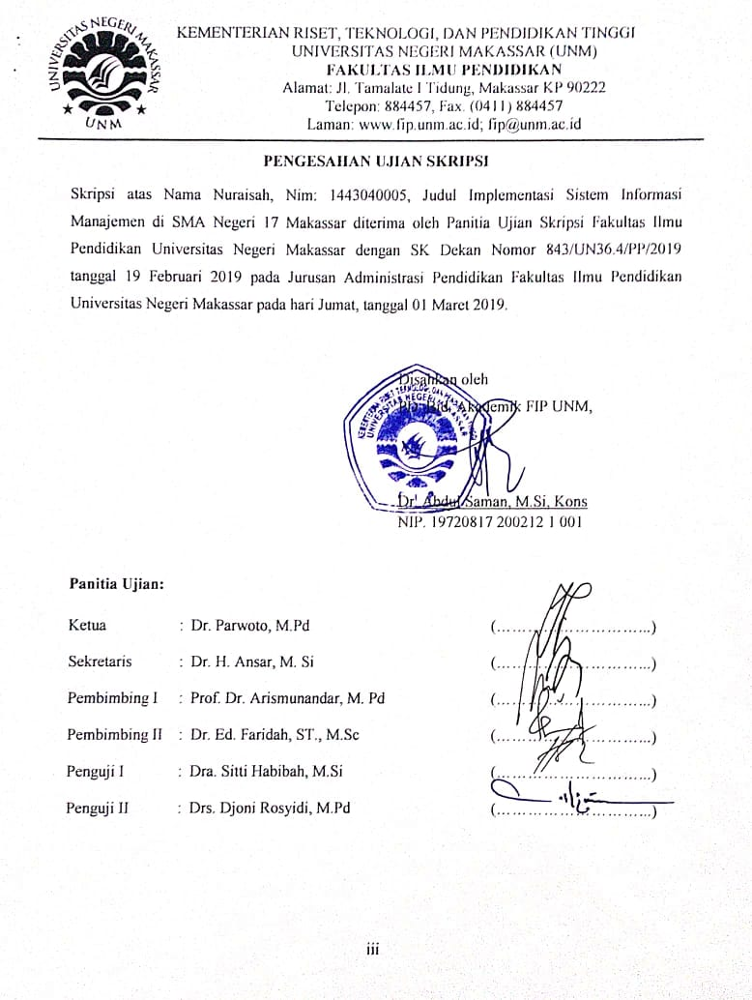 UNIVERSITAS NEGERI MAKASSAR
UNM
KEMENTERIAN RISET, TEKNOLOGI, DAN PENDIDIKAN TINGGI
UNIVERSITAS NEGERI MAKASSAR (UNM)
FAKULTAS ILMU PENDIDIKAN
Alamat: Jl. Tamalate I Tidung, Makassar KP 90222
Telepon: 884457, Fax. (0411) 884457
Laman: www.fip.unm.ac.id; fip@unm.ac.id
PENGESAHAN UJIAN SKRIPSI
Skripsi atas Nama Nuraisah, Nim: 1443040005, Judul Implementasi Sistem Informasi
Manajemen di SMA Negeri 17 Makassar diterima oleh Panitia Ujian Skripsi Fakultas Ilmu
Pendidikan Universitas Negeri Makassar dengan SK Dekan Nomor 843/UN36.4/PP/2019
tanggal 19 Februari 2019 pada Jurusan Administrasi Pendidikan Fakultas Ilmu Pendidikan
Universitas Negeri Makassar pada hari Jumat, tanggal 01 Maret 2019.
Disahkan oleh
Akademik FIP UNM,
UNIVERSITAS NEGERI MAKASSAR
Dr. Abdul Saman, M.Si, Kons
NIP. 19720817 200212 1 001
Panitia Ujian:
Ketua : Dr. Parwoto, M.Pd (..............................)
Sekretaris : Dr. H. Ansar, M. Si (..............................)
Pembimbing I : Prof. Dr. Arismunandar, M. Pd (..............................)
Pembimbing II : Dr. Ed. Faridah, ST., M.Sc (..............................)
Penguji I : Dra. Sitti Habibah, M.Si (..............................)
Penguji II : Drs. Djoni Rosyidi, M.Pd (..............................)
iii